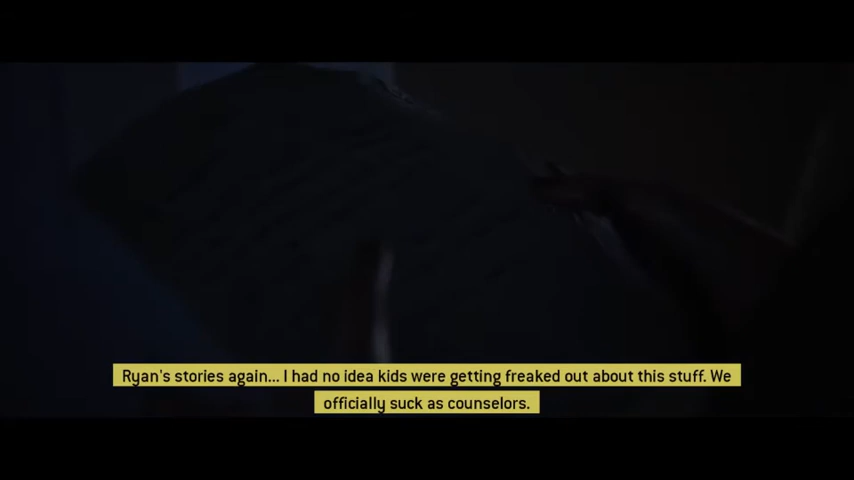 Ryan's stories again... I had no idea kids were getting freaked out about this stuff. We
officially suck as counselors.